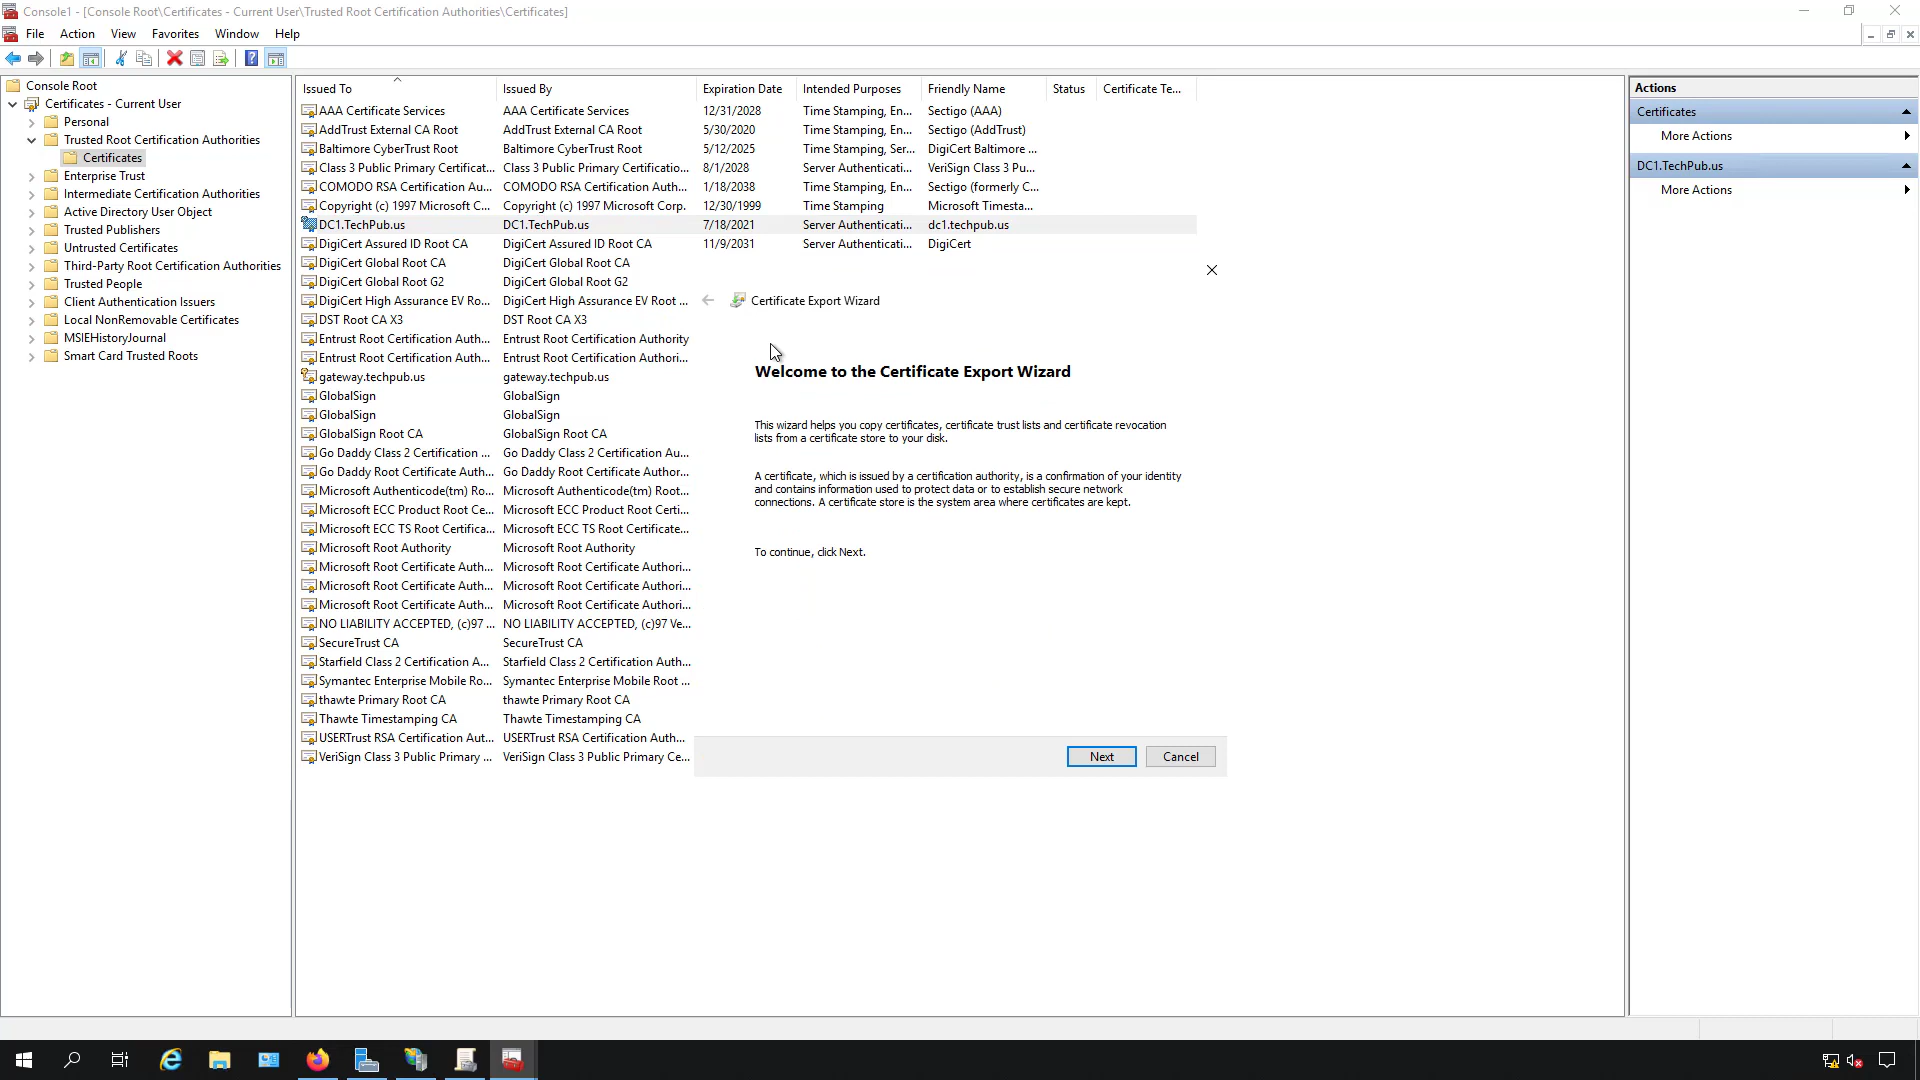 Console1 - [Console Root\Certificates - Current User\Trusted Root Certification Authorities\Certificates]
File Action View Favorites Window Help
Console Root
Certificates - Current User
Personal
Trusted Root Certification Authorities
Certificates
Enterprise Trust
Intermediate Certification Authorities
Active Directory User Object
Trusted Publishers
Untrusted Certificates
Third-Party Root Certification Authorities
Trusted People
Client Authentication Issuers
Local NonRemovable Certificates
MSIEHistoryJournal
Smart Card Trusted Roots
Issued To Issued By Expiration Date Intended Purposes Friendly Name Status Certificate Te...
AAA Certificate Services AAA Certificate Services 12/31/2028 Time Stamping, En... Sectigo (AAA)
AddTrust External CA Root AddTrust External CA Root 5/30/2020 Time Stamping, En... Sectigo (AddTrust)
Baltimore CyberTrust Root Baltimore CyberTrust Root 5/12/2025 Time Stamping, Ser... DigiCert Baltimore ...
Class 3 Public Primary Certificat... Class 3 Public Primary Certificatio... 8/1/2028 Server Authenticati... VeriSign Class 3 Pu...
COMODO RSA Certification Au... COMODO RSA Certification Auth... 1/18/2038 Time Stamping, En... Sectigo (formerly C...
Copyright (c) 1997 Microsoft C... Copyright (c) 1997 Microsoft Corp. 12/30/1999 Time Stamping Microsoft Timesta...
DC1.TechPub.us DC1.TechPub.us 7/18/2021 Server Authenticati... dc1.techpub.us
DigiCert Assured ID Root CA DigiCert Assured ID Root CA 11/9/2031 Server Authenticati... DigiCert
DigiCert Global Root CA DigiCert Global Root CA
DigiCert Global Root G2 DigiCert Global Root G2
DigiCert High Assurance EV Ro... DigiCert High Assurance EV Root ...
DST Root CA X3 DST Root CA X3
Entrust Root Certification Auth... Entrust Root Certification Authority
Entrust Root Certification Auth... Entrust Root Certification Authori...
gateway.techpub.us gateway.techpub.us
GlobalSign GlobalSign
GlobalSign GlobalSign
GlobalSign Root CA GlobalSign Root CA
Go Daddy Class 2 Certification ... Go Daddy Class 2 Certification Au...
Go Daddy Root Certificate Auth... Go Daddy Root Certificate Author...
Microsoft Authenticode(tm) Ro... Microsoft Authenticode(tm) Root...
Microsoft ECC Product Root Ce... Microsoft ECC Product Root Certi...
Microsoft ECC TS Root Certifica... Microsoft ECC TS Root Certificate...
Microsoft Root Authority Microsoft Root Authority
Microsoft Root Certificate Auth... Microsoft Root Certificate Authori...
Microsoft Root Certificate Auth... Microsoft Root Certificate Authori...
Microsoft Root Certificate Auth... Microsoft Root Certificate Authori...
NO LIABILITY ACCEPTED, (c)97 ... NO LIABILITY ACCEPTED, (c)97 Ve...
SecureTrust CA SecureTrust CA
Starfield Class 2 Certification A... Starfield Class 2 Certification Auth...
Symantec Enterprise Mobile Ro... Symantec Enterprise Mobile Root ...
thawte Primary Root CA thawte Primary Root CA
Thawte Timestamping CA Thawte Timestamping CA
USERTrust RSA Certification Aut... USERTrust RSA Certification Auth...
VeriSign Class 3 Public Primary ... VeriSign Class 3 Public Primary Ce...
Certificate Export Wizard
Welcome to the Certificate Export Wizard
This wizard helps you copy certificates, certificate trust lists and certificate revocation
lists from a certificate store to your disk.
A certificate, which is issued by a certification authority, is a confirmation of your identity
and contains information used to protect data or to establish secure network
connections. A certificate store is the system area where certificates are kept.
To continue, click Next.
Next Cancel
Actions
Certificates
More Actions
DC1.TechPub.us
More Actions